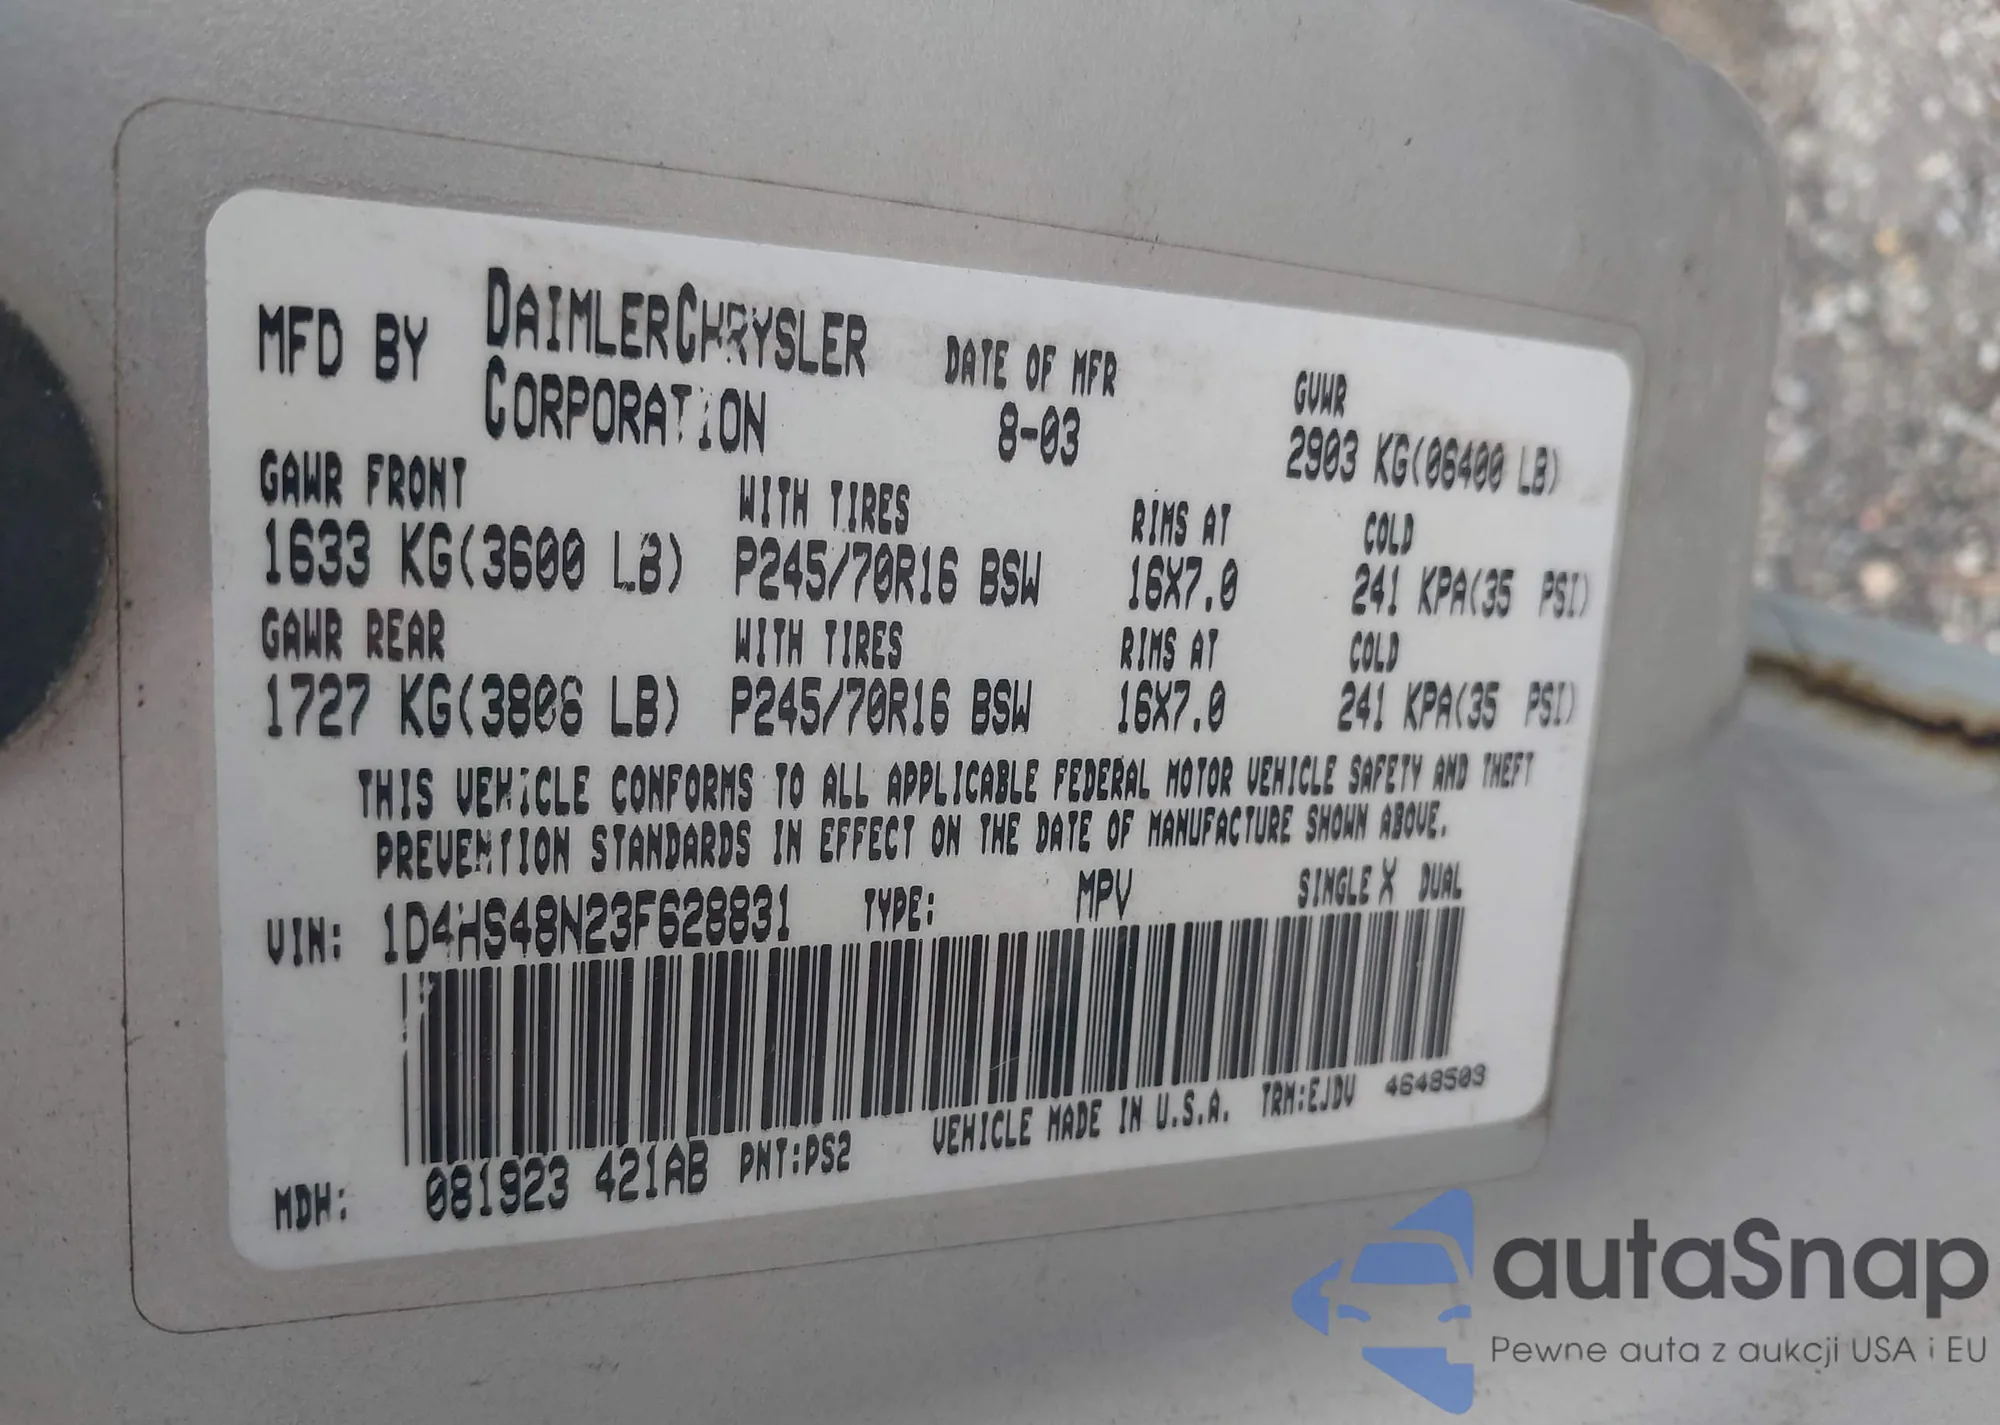 MFD BY DAIMLERCHRYSLER CORPORATION DATE OF MFR 8-03 GVWR 2903 KG(06400 LB)
GAWR FRONT WITH TIRES RIMS AT COLD
1633 KG(3600 LB) P245/70R16 BSW 16X7.0 241 KPA(35 PSI)
GAWR REAR WITH TIRES RIMS AT COLD
1727 KG(3806 LB) P245/70R16 BSW 16X7.0 241 KPA(35 PSI)
THIS VEHICLE CONFORMS TO ALL APPLICABLE FEDERAL MOTOR VEHICLE SAFETY AND THEFT
PREVENTION STANDARDS IN EFFECT ON THE DATE OF MANUFACTURE SHOWN ABOVE.
VIN: 1D4HS48N23F628831 TYPE: MPV SINGLE X DUAL
MDH: 081923 421AB PNT:PS2 VEHICLE MADE IN U.S.A. TRM:EJDV 4648503
autaSnap
Pewne auta z aukcji USA i EU